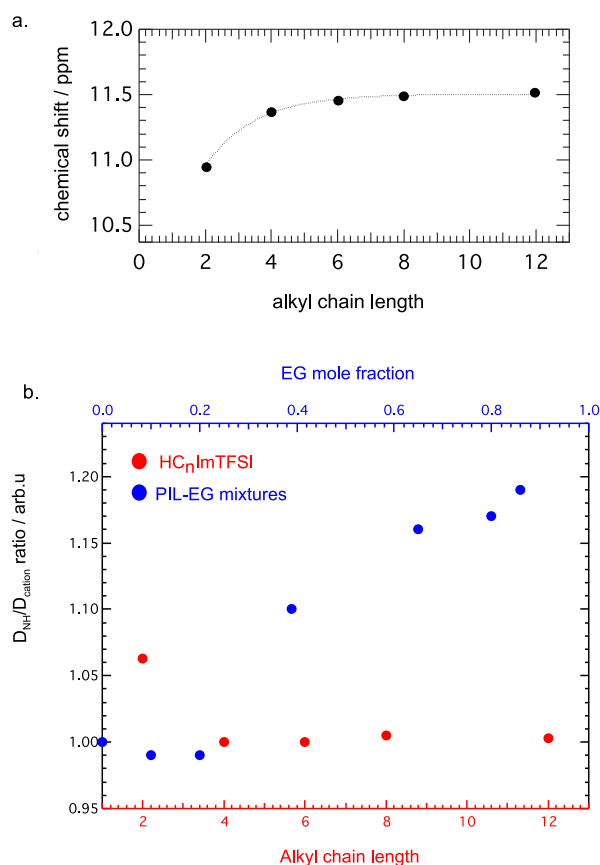 a.
12.0
11.5
11.0
10.5
chemical shift / ppm
0 2 4 6 8 10 12
alkyl chain length
EG mole fraction
b.
0.0 0.2 0.4 0.6 0.8 1.0
HCnImTFSI
PIL-EG mixtures
1.20
1.15
1.10
1.05
1.00
0.95
DNH/Dcation ratio / arb.u
2 4 6 8 10 12
Alkyl chain length